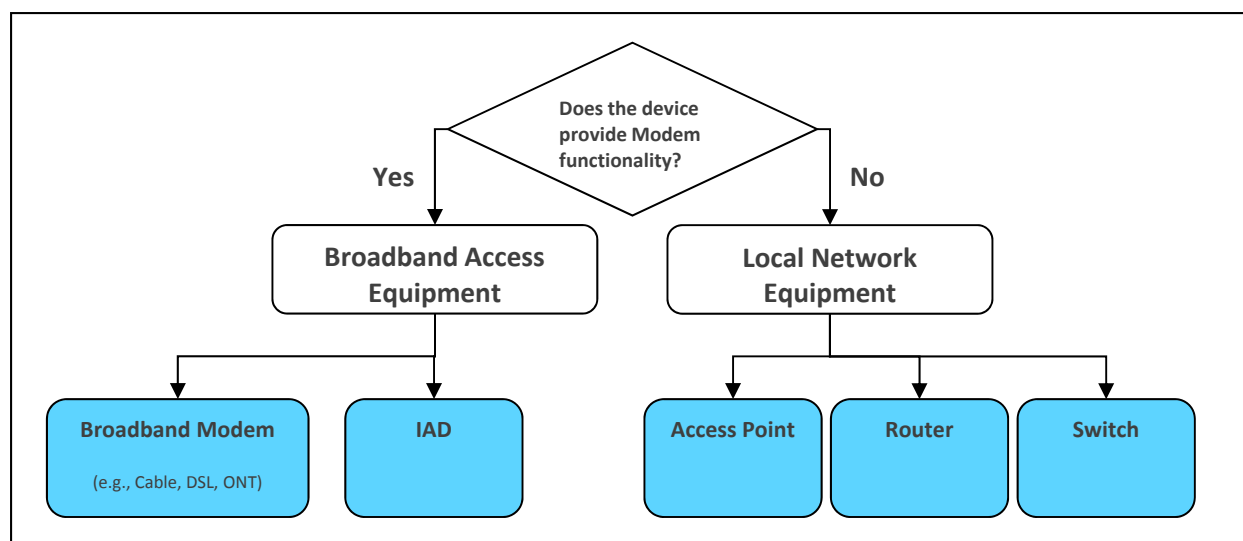 Does the device
provide Modem
functionality?
Yes
No
Broadband Access
Equipment
Local Network
Equipment
Broadband Modem
(e.g., Cable, DSL, ONT)
IAD
Access Point
Router
Switch